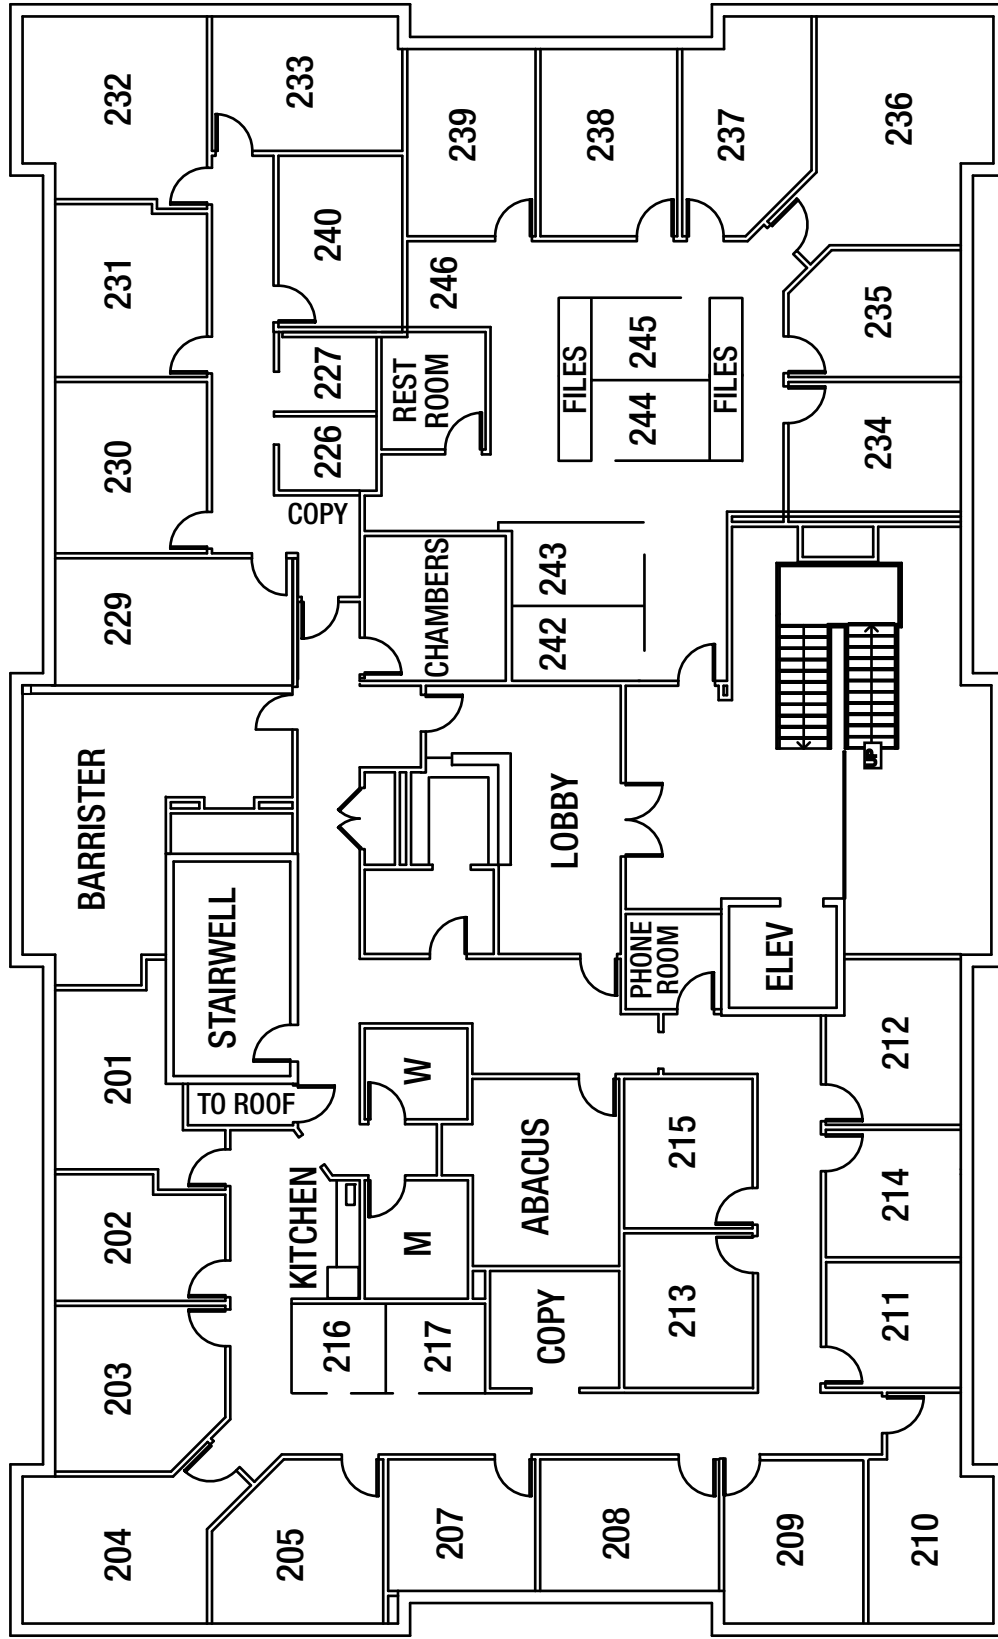 232
233
231
240
239
238
237
236
246
230
227
226
REST
ROOM
FILES
245
244
FILES
235
234
COPY
229
CHAMBERS
243
242
BARRISTER
LOBBY
UP
STAIRWELL
PHONE
ROOM
ELEV
201
TO ROOF
W
212
ABACUS
215
214
202
KITCHEN
M
213
211
203
216
217
COPY
204
205
207
208
209
210